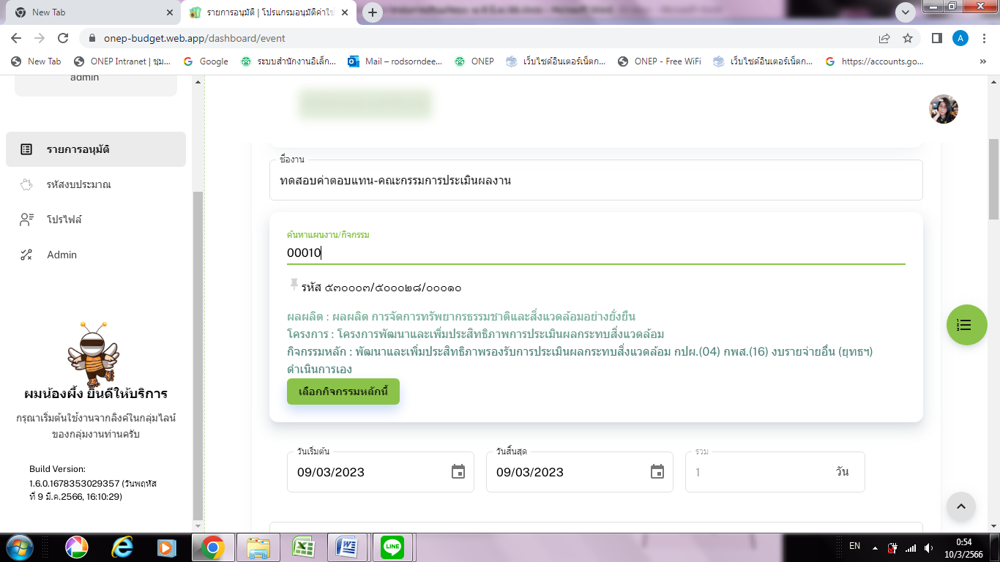 New Tab
รายการอนุมัติ | โปรแกรมอนุมัติค่าใช้
onep-budget.web.app/dashboard/event
A
New Tab
ONEP Intranet | ชุม...
Google
ระบบสำนักงานอิเล็ก...
Mail – rodsorndee...
ONEP
เว็บไซต์อินเตอร์เน็ตก...
ONEP - Free WiFi
เว็บไซต์อินเตอร์เน็ตก...
https://accounts.go...
admin
รายการอนุมัติ
รหัสงบประมาณ
โปรไฟล์
Admin
ผมน้องผึ้ง ยินดีให้บริการ
กรุณาเริ่มต้นใช้งานจากลิงค์ในกลุ่มไลน์
ของกลุ่มงานท่านครับ
Build Version:
1.6.0.1678353029357 (วันพฤหัส
ที่ 9 มี.ค.2566, 16:10:29)
ชื่องาน
ทดสอบค่าตอบแทน-คณะกรรมการประเมินผลงาน
ค้นหาแผนงาน/กิจกรรม
00010
รหัส ๕๓๐๐๐๓/๕๐๐๐๒๘/๐๐๐๑๐
ผลผลิต : ผลผลิต การจัดการทรัพยากรธรรมชาติและสิ่งแวดล้อมอย่างยั่งยืน
โครงการ : โครงการพัฒนาและเพิ่มประสิทธิภาพการประเมินผลกระทบสิ่งแวดล้อม
กิจกรรมหลัก : พัฒนาและเพิ่มประสิทธิภาพรองรับการประเมินผลกระทบสิ่งแวดล้อม กปผ.(04) กพส.(16) งบรายจ่ายอื่น (ยุทธฯ)
ดำเนินการเอง
เลือกกิจกรรมหลักนี้
วันเริ่มต้น
09/03/2023
วันสิ้นสุด
09/03/2023
รวม
1
วัน
LINE
EN
0:54
10/3/2566